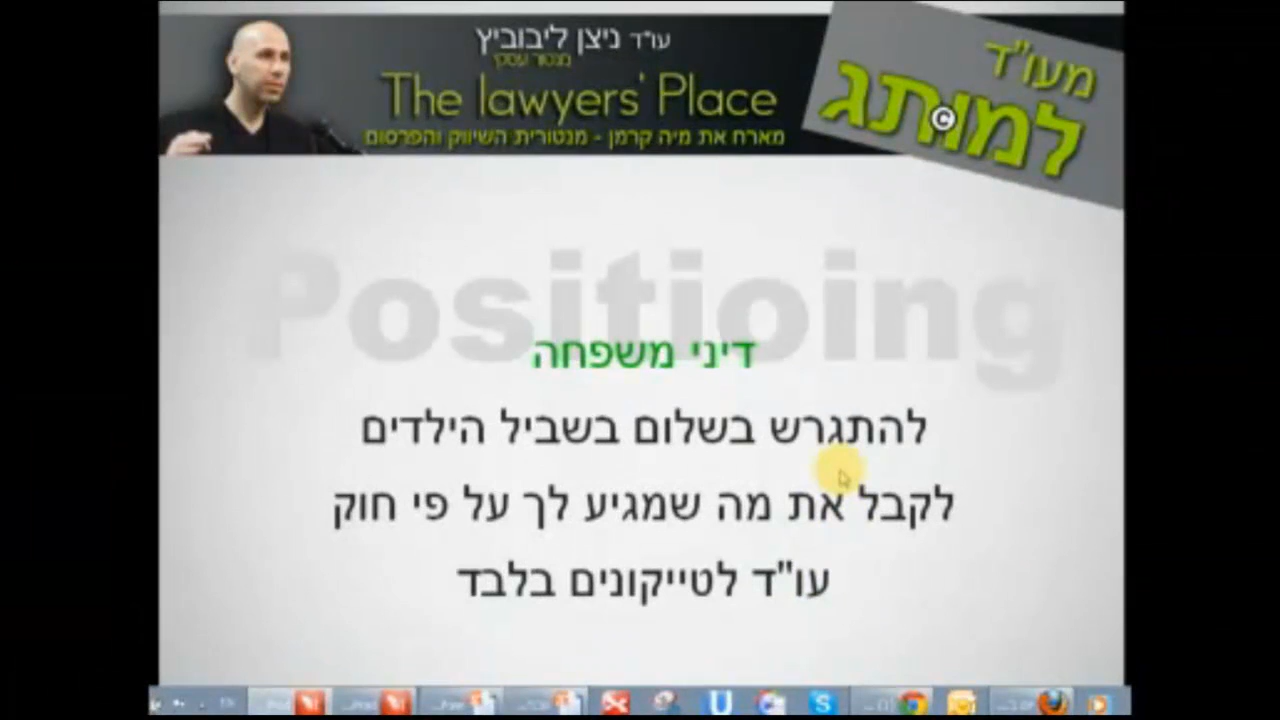 עו"ד ניצן ליבוביץ
מנטור עסקי
The lawyers' Place
מארח את מיה קרמן - מנטורית השיווק והפרסום
מעו"ד
למותג
©
Positioing
דיני משפחה
להתגרש בשלום בשביל הילדים
לקבל את מה שמגיע לך על פי חוק
עו"ד לטייקונים בלבד